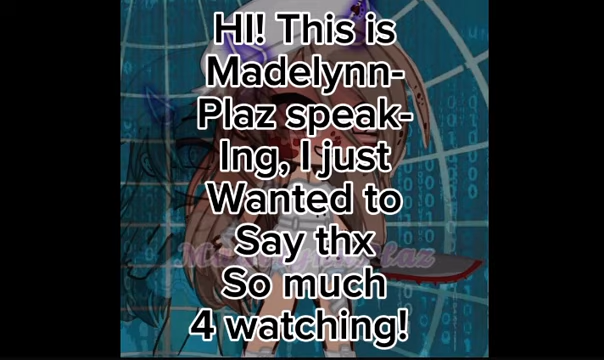 HI! This is
Madelynn-
Plaz speak-
Ing, I just
Wanted to
Say thx
So much
4 watching!